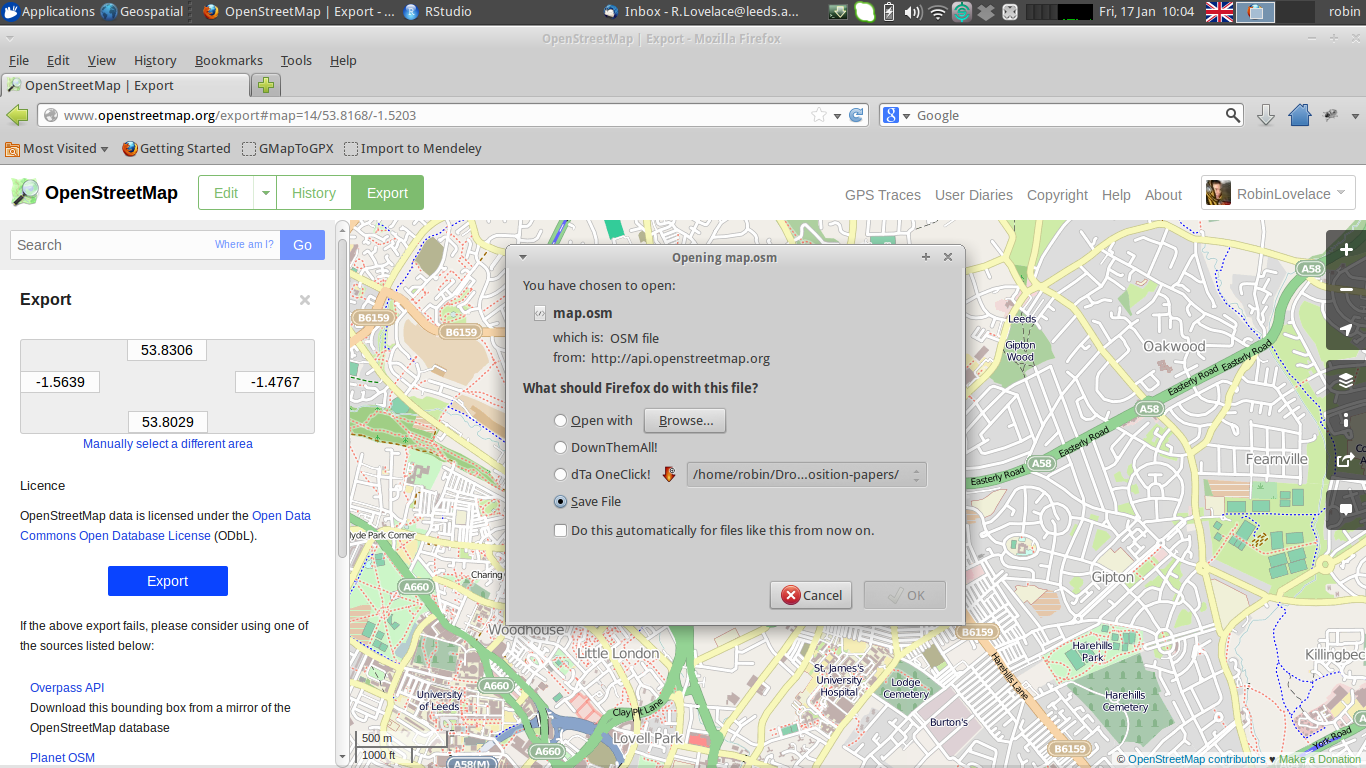 Applications Geospatial OpenStreetMap | Export - ... RStudio Inbox - R.Lovelace@leeds.a... Fri, 17 Jan 10:04 robin
OpenStreetMap | Export - Mozilla Firefox
File Edit View History Bookmarks Tools Help
OpenStreetMap | Export
www.openstreetmap.org/export#map=14/53.8168/-1.5203 Google
Most Visited Getting Started GMapToGPX Import to Mendeley
OpenStreetMap Edit History Export GPS Traces User Diaries Copyright Help About RobinLovelace
Search Where am I? Go
Export
53.8306
-1.5639 -1.4767
53.8029
Manually select a different area
Licence
OpenStreetMap data is licensed under the Open Data
Commons Open Database License (ODbL).
Export
If the above export fails, please consider using one of
the sources listed below:
Overpass API
Download this bounding box from a mirror of the
OpenStreetMap database
Planet OSM
Opening map.osm
You have chosen to open:
map.osm
which is: OSM file
from: http://api.openstreetmap.org
What should Firefox do with this file?
Open with Browse...
DownThemAll!
dTa OneClick! /home/robin/Dro...osition-papers/
Save File
Do this automatically for files like this from now on.
Cancel OK
A58
B6159
B6159
Leeds
Gipton
Wood
Oakwood
Easterly Road
Easterly Road
A58
Easterly Road
A58
Easterly Road
Fearnville
Hyde Park Corner
Charing
A660
Gipton
Woodhouse
B6159
Little London
Harehills
Park
Killingbec
Harehills Lane
St. James's
University
Hospital
Lodge
Cemetery
A660
University
of Leeds
Harehills
Cemetery
Clay Pit Lane
Burton's
Lovell Park
500 m
1000 ft
A660
A58(M)
B6159
York Road
© OpenStreetMap contributors ♥ Make a Donation